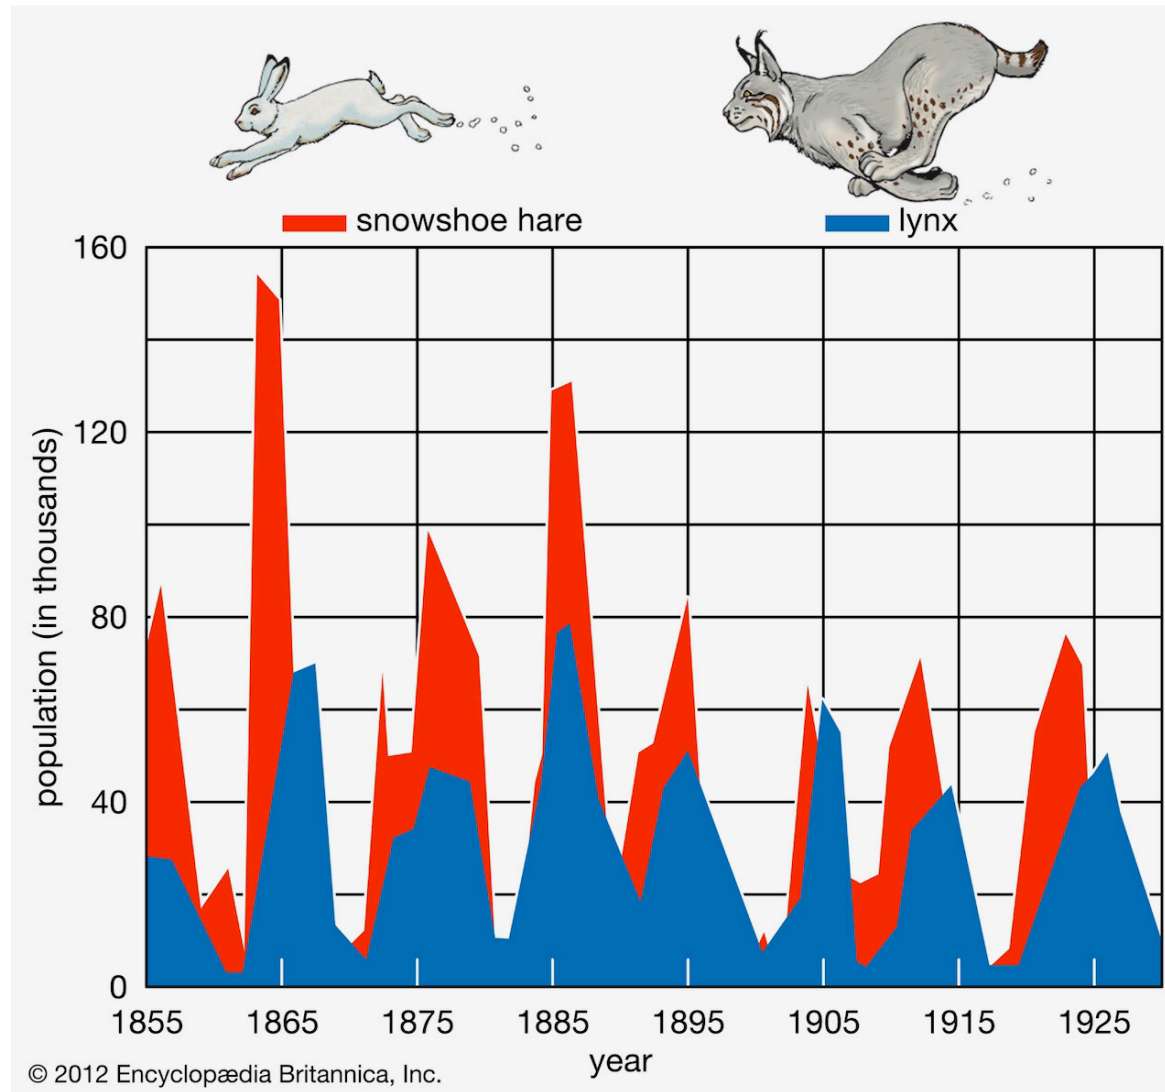 snowshoe hare
lynx
160
120
80
40
0
population (in thousands)
1855 1865 1875 1885 1895 1905 1915 1925
year
© 2012 Encyclopædia Britannica, Inc.